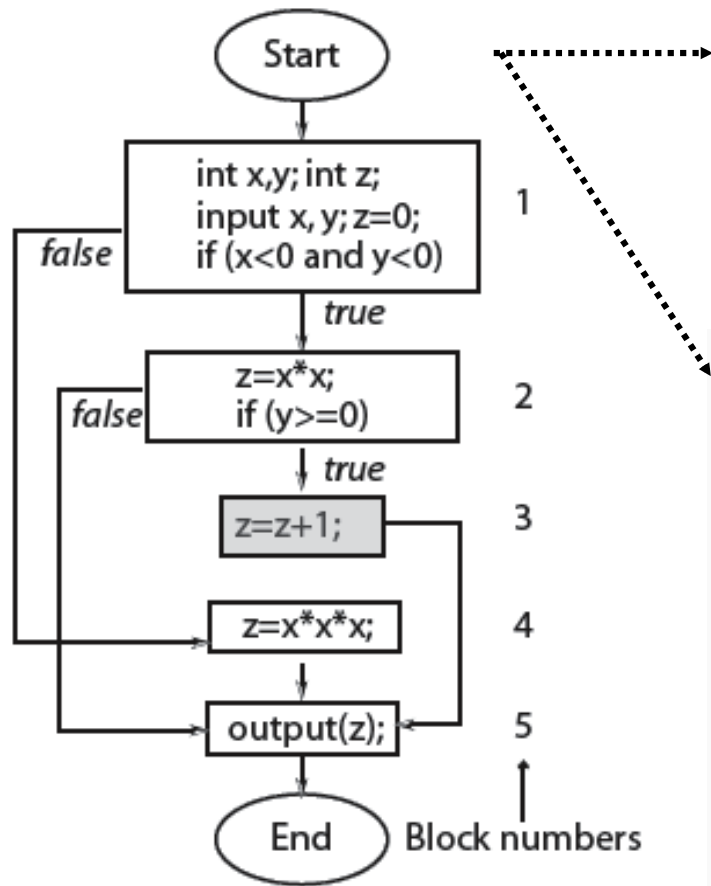 Start
int x,y; int z;
input x, y; z=0;
if (x<0 and y<0)
1
false
true
z=x*x;
if (y>=0)
2
false
true
z=z+1;
3
z=x*x*x;
4
output(z);
5
End
Block numbers